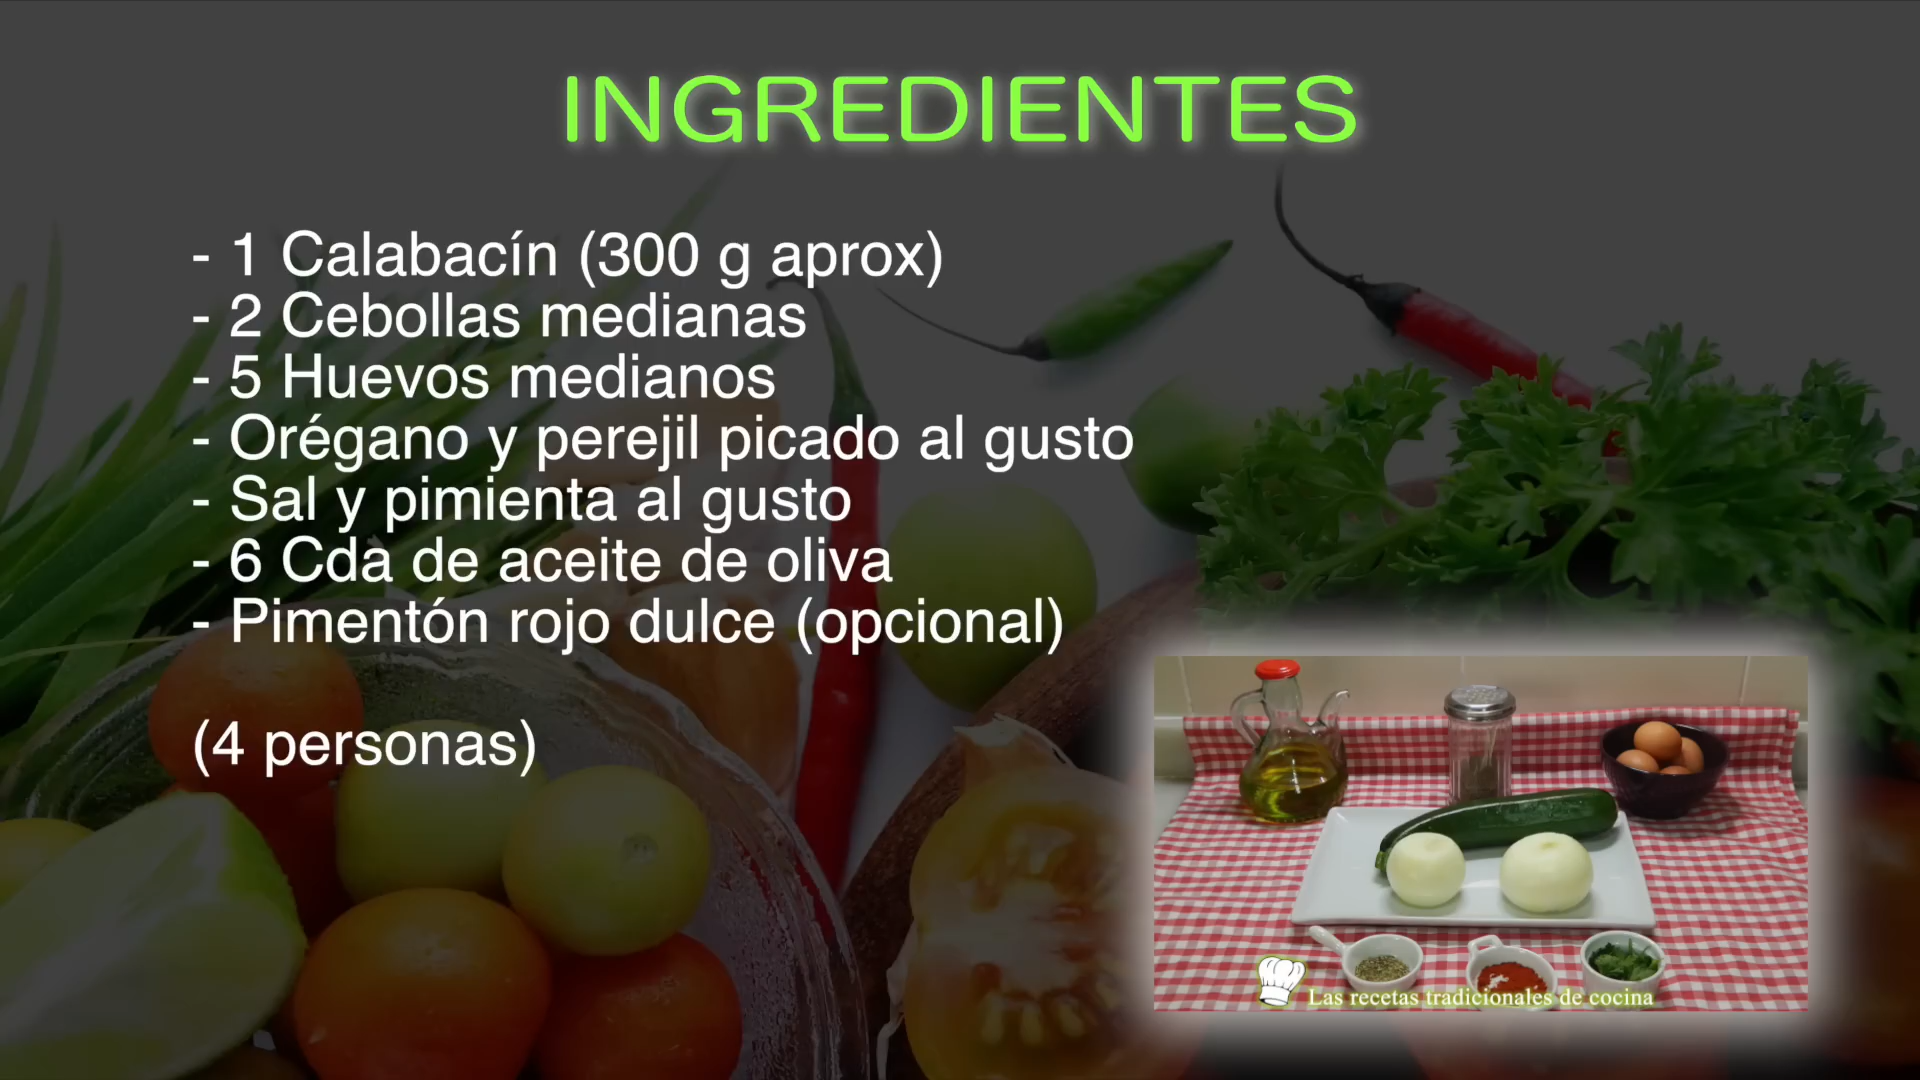 INGREDIENTES
- 1 Calabacín (300 g aprox)
- 2 Cebollas medianas
- 5 Huevos medianos
- Orégano y perejil picado al gusto
- Sal y pimienta al gusto
- 6 Cda de aceite de oliva
- Pimentón rojo dulce (opcional)
(4 personas)
Las recetas tradicionales de cocina